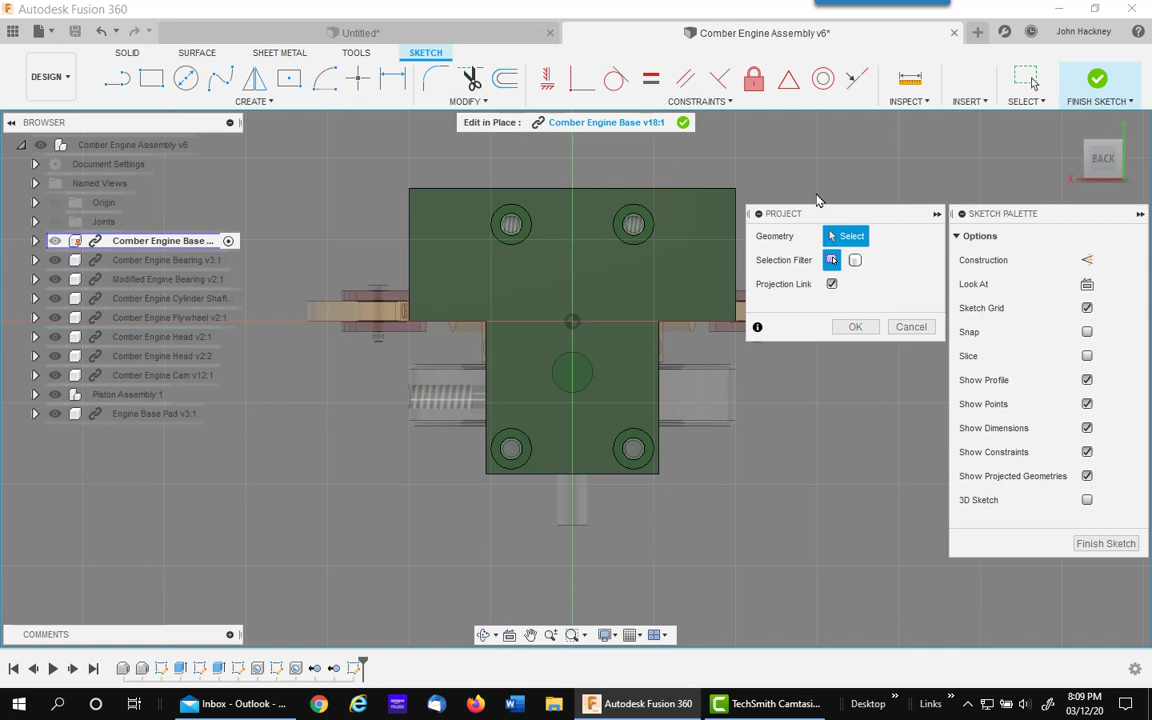 Autodesk Fusion 360
Untitled*
Comber Engine Assembly v6*
John Hackney
DESIGN
SOLID
SURFACE
SHEET METAL
TOOLS
SKETCH
CREATE
MODIFY
CONSTRAINTS
INSPECT
INSERT
SELECT
FINISH SKETCH
BROWSER
Edit in Place :
Comber Engine Base v18:1
Comber Engine Assembly v6
Document Settings
Named Views
Origin
Joints
Comber Engine Base ...
Comber Engine Bearing v3:1
Modified Engine Bearing v2:1
Comber Engine Cylinder Shaft...
Comber Engine Flywheel v2:1
Comber Engine Head v2:1
Comber Engine Head v2:2
Comber Engine Cam v12:1
Piston Assembly:1
Engine Base Pad v3:1
Y
BACK
X
PROJECT
Geometry
Select
Selection Filter
Projection Link
OK
Cancel
SKETCH PALETTE
Options
Construction
Look At
Sketch Grid
Snap
Slice
Show Profile
Show Points
Show Dimensions
Show Constraints
Show Projected Geometries
3D Sketch
Finish Sketch
COMMENTS
Inbox - Outlook - ...
Autodesk Fusion 360
TechSmith Camtasi...
Desktop
Links
8:09 PM
03/12/20